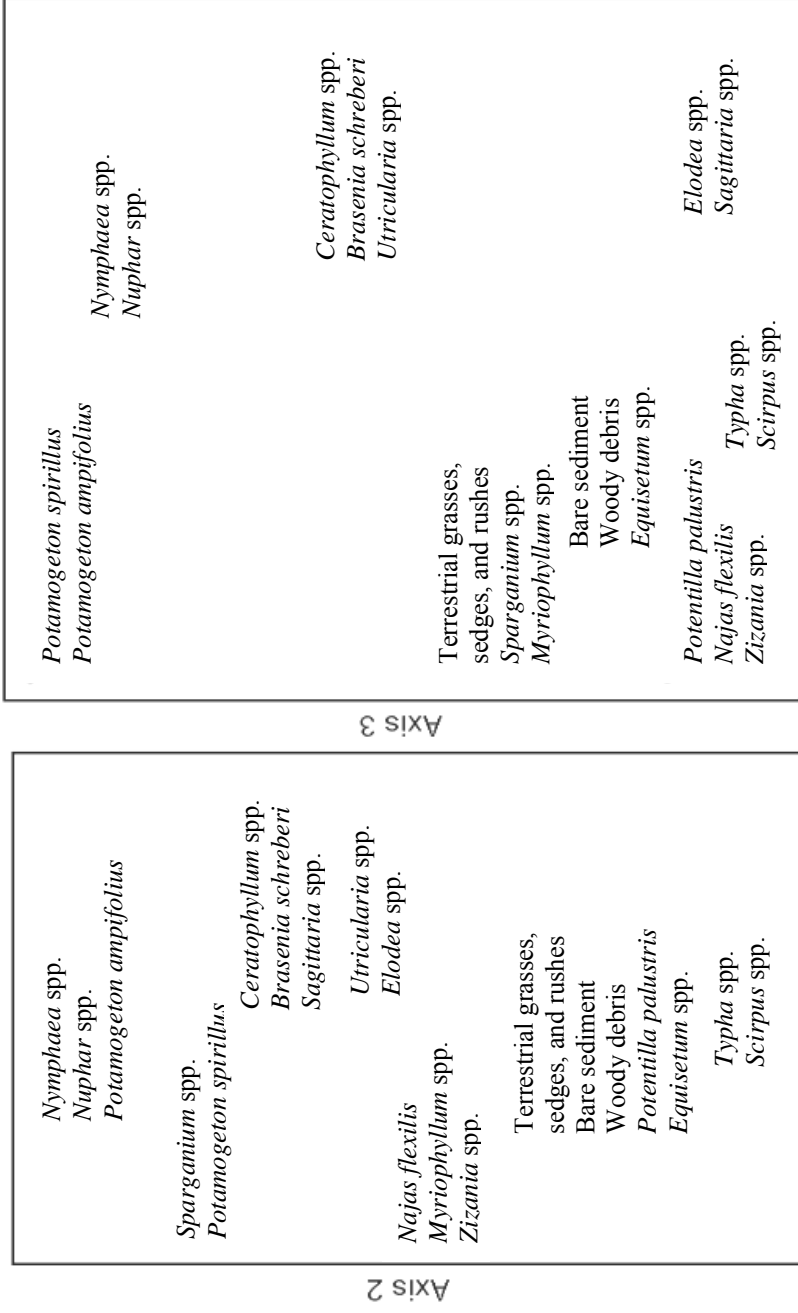 Axis 2
Nymphaea spp.
Nuphar spp.
Potamogeton ampifolius
Sparganium spp.
Potamogeton spirillus
Ceratophyllum spp.
Brasenia schreberi
Sagittaria spp.
Utricularia spp.
Elodea spp.
Najas flexilis
Myriophyllum spp.
Zizania spp.
Terrestrial grasses,
sedges, and rushes
Bare sediment
Woody debris
Potentilla palustris
Equisetum spp.
Typha spp.
Scirpus spp.
Axis 3
Potamogeton spirillus
Potamogeton ampifolius
Nymphaea spp.
Nuphar spp.
Ceratophyllum spp.
Brasenia schreberi
Utricularia spp.
Terrestrial grasses,
sedges, and rushes
Sparganium spp.
Myriophyllum spp.
Bare sediment
Woody debris
Equisetum spp.
Potentilla palustris
Najas flexilis
Zizania spp.
Typha spp.
Scirpus spp.
Elodea spp.
Sagittaria spp.